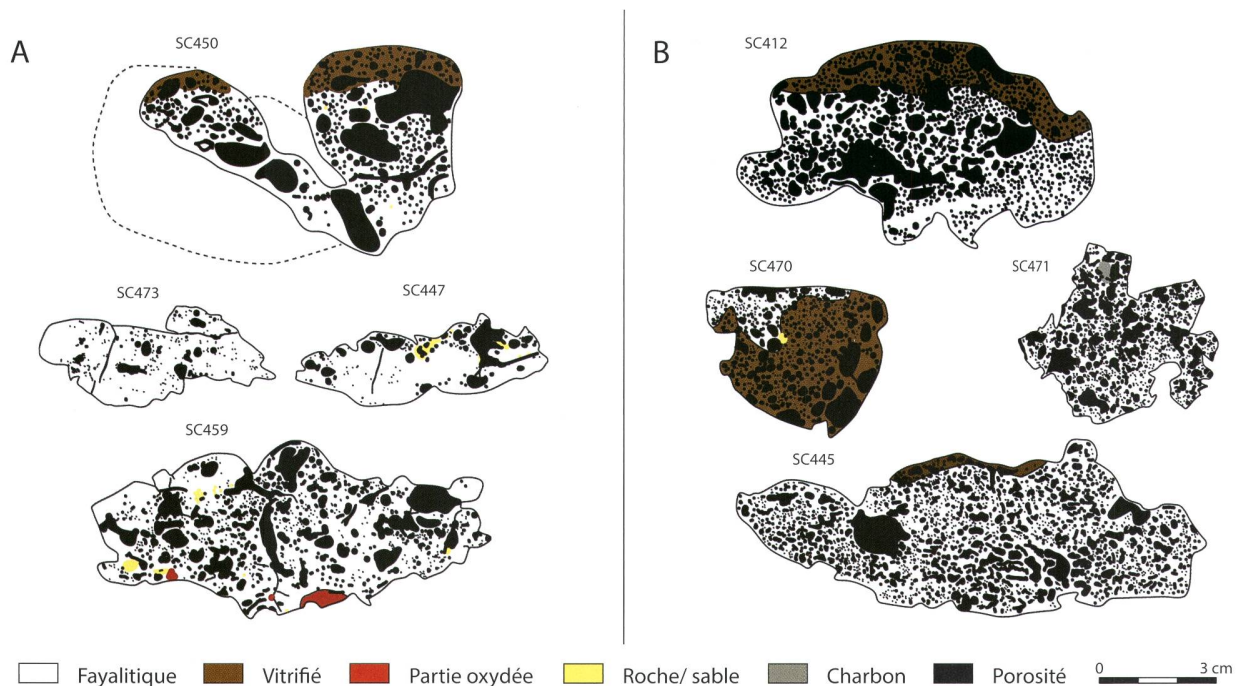 A
SC450
SC473
SC447
SC459
B
SC412
SC470
SC471
SC445
Fayalitique
Vitrifié
Partie oxydée
Roche/ sable
Charbon
Porosité
0 3 cm